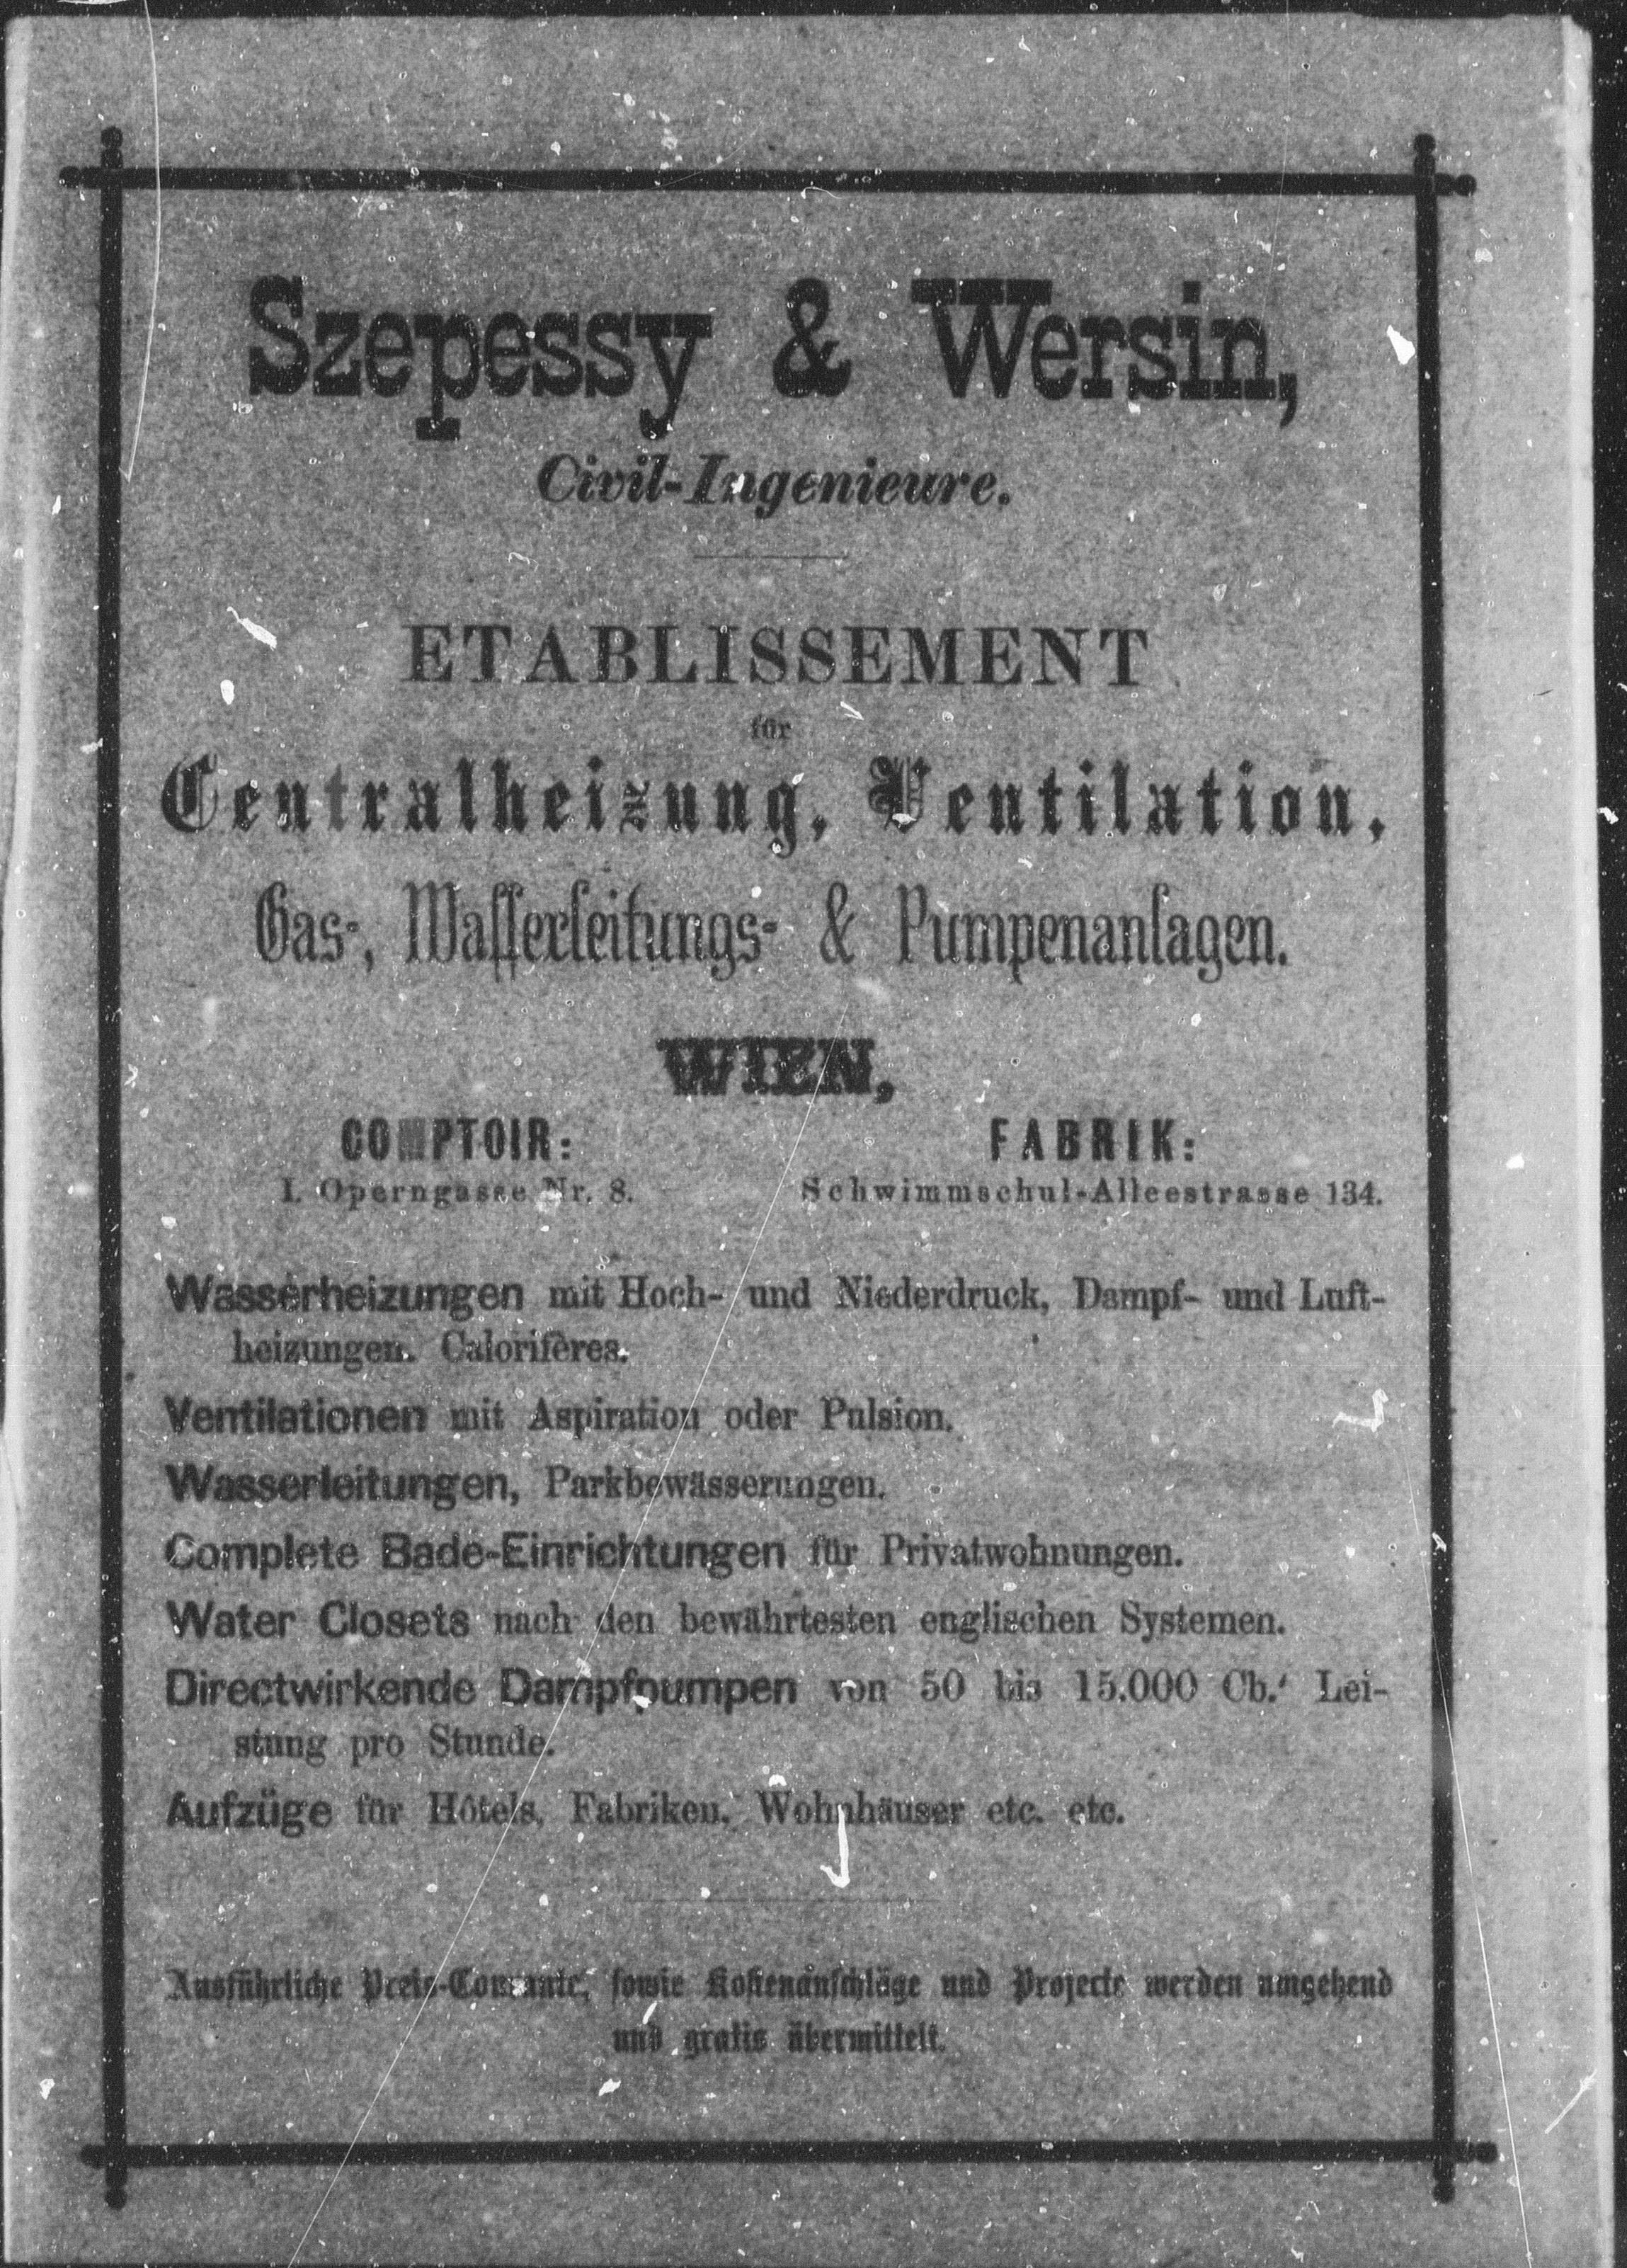 Szepessy & Wersin,
Civil-Ingenieure.
ETABLISSEMENT
für
Centralheizung, Ventilation,
Gas-, Wasserleitungs- & Pumpenanlagen.
WIEN,
COMPTOIR: FABRIK:
I. Operngasse Nr. 8. Schwimmschul-Alleestrasse 134.
Wasserheizungen mit Hoch- und Niederdruck, Dampf- und Luft-
heizungen. Calorifères.
Ventilationen mit Aspiration oder Pulsion.
Wasserleitungen, Parkbewässerungen.
Complete Bade-Einrichtungen für Privatwohnungen.
Water Closets nach den bewährtesten englischen Systemen.
Directwirkende Dampfpumpen von 50 bis 15.000 Cb.' Lei-
stung pro Stunde.
Aufzüge für Hôtels, Fabriken, Wohnhäuser etc. etc.
Ausführliche Preis-Courante, sowie Kostenanschläge und Projecte werden umgehend
und gratis übermittelt.